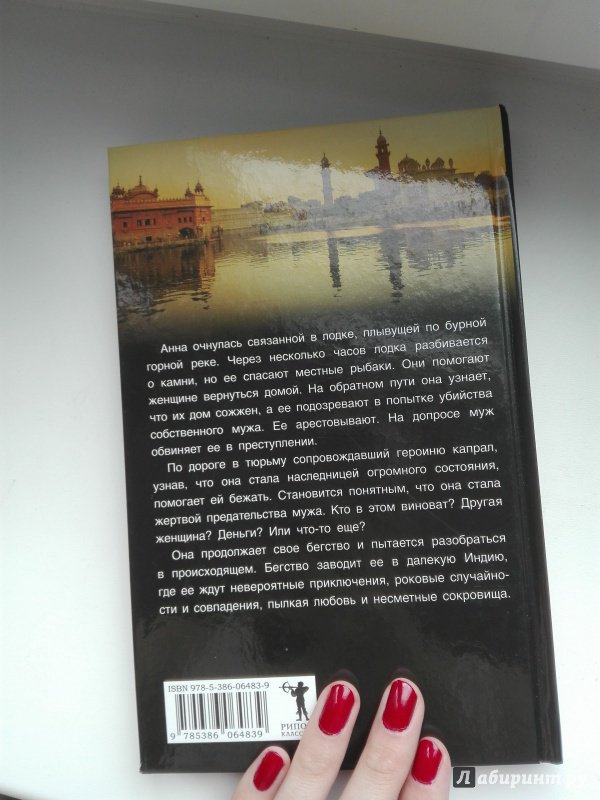 Анна очнулась связанной в лодке, плывущей по бурной
горной реке. Через несколько часов лодка разбивается
о камни, но ее спасают местные рыбаки. Они помогают
женщине вернуться домой. На обратном пути она узнает,
что их дом сожжен, а ее подозревают в попытке убийства
собственного мужа. Ее арестовывают. На допросе муж
обвиняет ее в преступлении.
По дороге в тюрьму сопровождавший героиню капрал,
узнав, что она стала наследницей огромного состояния,
помогает ей бежать. Становится понятным, что она стала
жертвой предательства мужа. Кто в этом виноват? Другая
женщина? Деньги? Или что-то еще?
Она продолжает свое бегство и пытается разобраться
в происходящем. Бегство заводит ее в далекую Индию,
где ее ждут невероятные приключения, роковые случайно-
сти и совпадения, пылкая любовь и несметные сокровища.
ISBN 978-5-386-06483-9
9 785386 064839
РИПО
КЛАСС
Лабиринт.ру